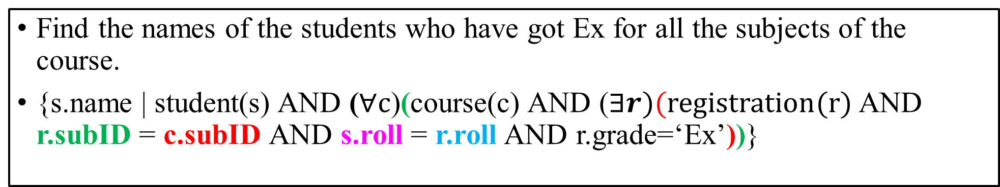 • Find the names of the students who have got Ex for all the subjects of the
course.
• {s.name | student(s) AND (∀c)(course(c) AND (∃r)(registration(r) AND
r.subID = c.subID AND s.roll = r.roll AND r.grade=‘Ex’))}